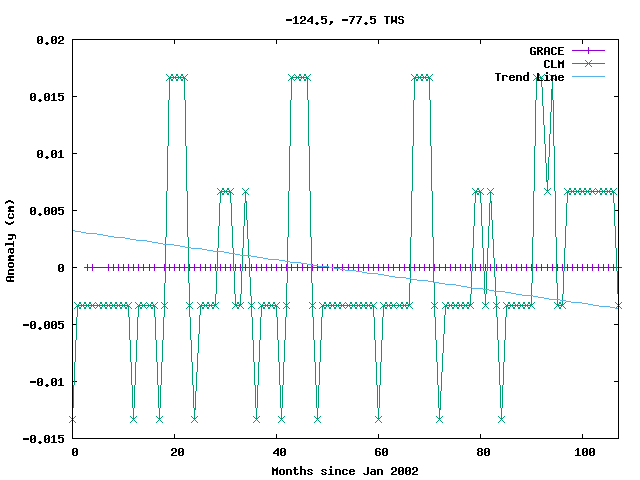 -124.5, -77.5 TWS
0.02
GRACE
CLM
Trend Line
0.015
0.01
0.005
0
-0.005
-0.01
-0.015
Anomaly (cm)
0 20 40 60 80 100
Months since Jan 2002